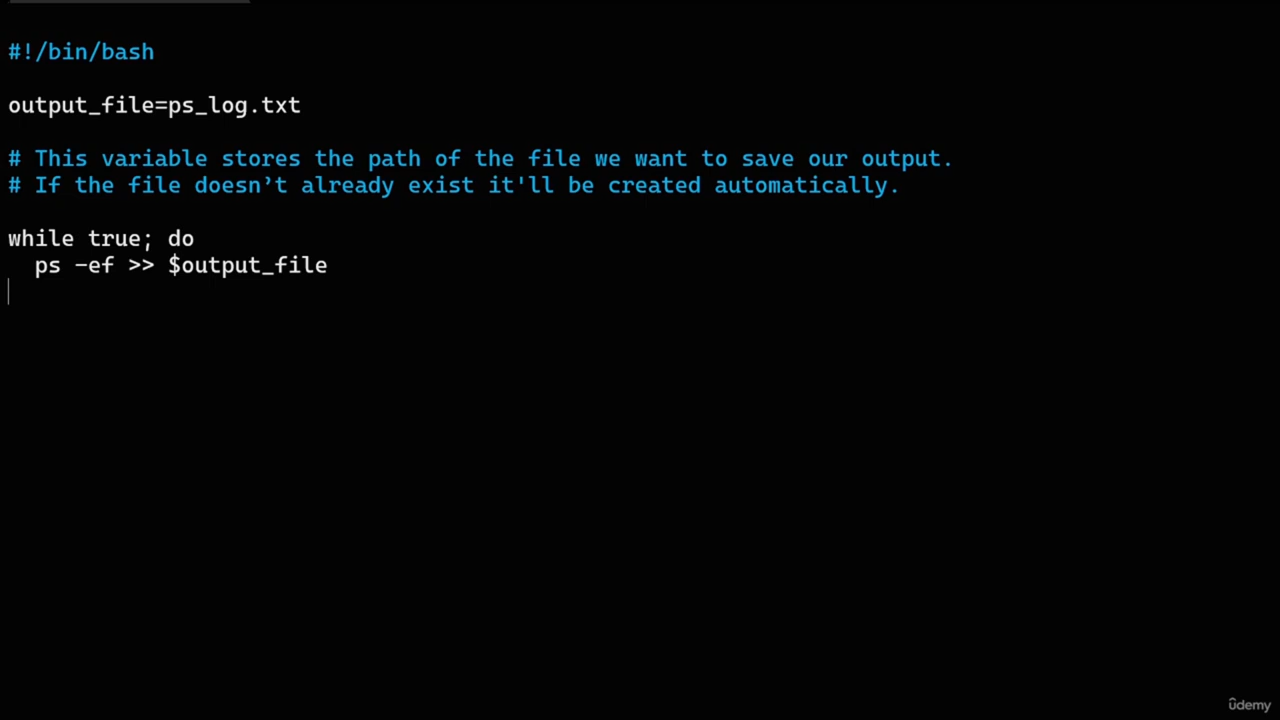 #!/bin/bash
output_file=ps_log.txt
# This variable stores the path of the file we want to save our output.
# If the file doesn’t already exist it'll be created automatically.
while true; do
  ps -ef >> $output_file
ûdemy